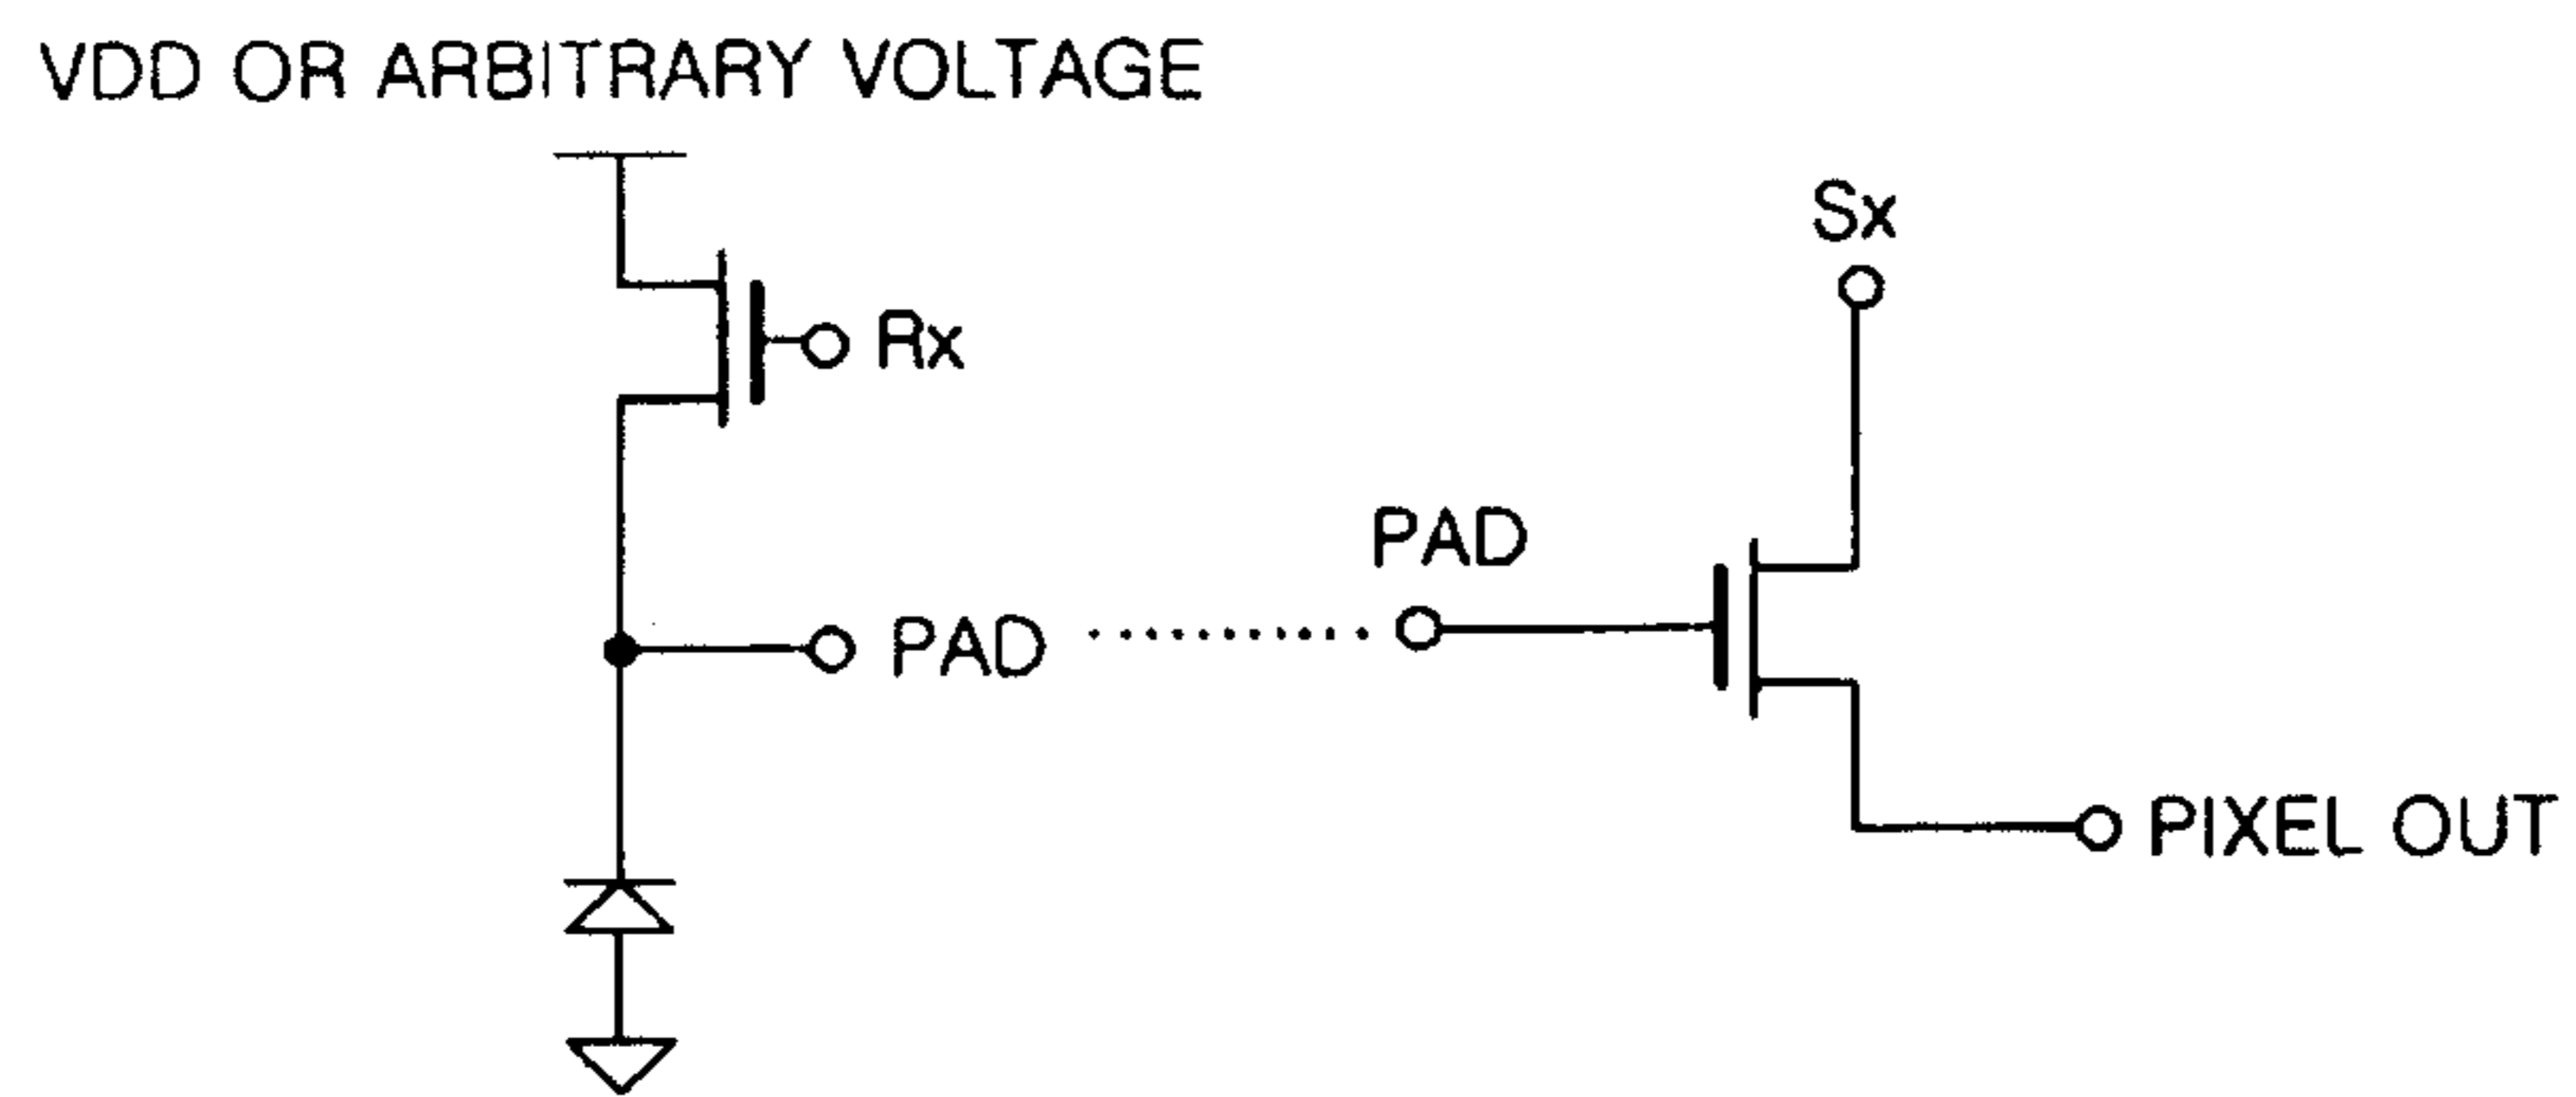 VDD OR ARBITRARY VOLTAGE
Sx
Rx
PAD
PAD
PIXEL OUT